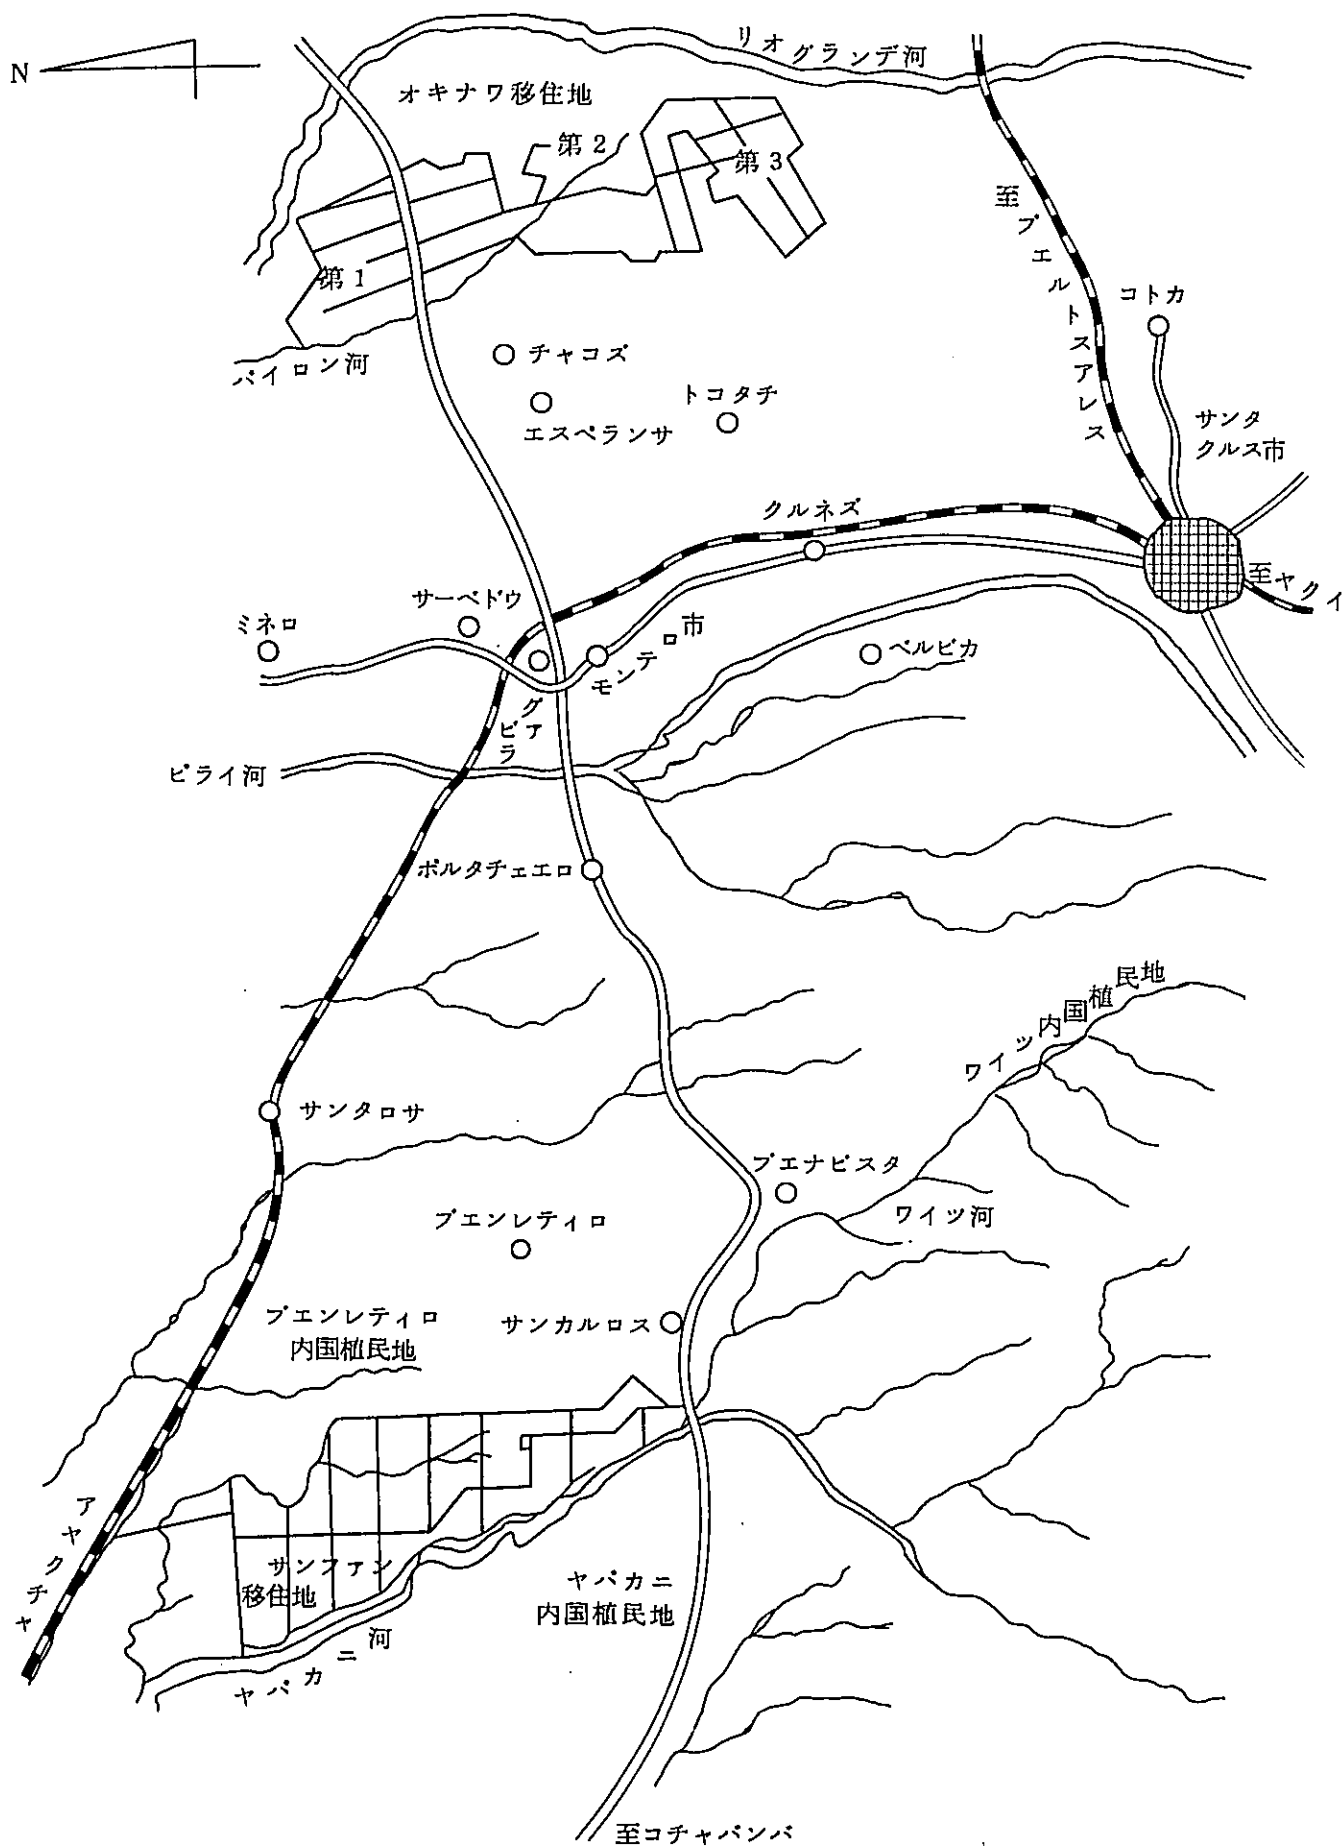 N
リオグランデ河
オキナワ移住地
第2
第3
第1
パイロン河
至プエルトスアレス
コトカ
チャコズ
エスペランサ
トコタチ
サンタ
クルス市
クルネズ
至ヤクイ
サーベドウ
ミネロ
モンテロ市
グビアラ
ベルビカ
ピライ河
ポルタチェエロ
ワイツ内国植民地
サンタロサ
ブエナビスタ
ブエンレティロ
ワイツ河
ブエンレティロ
内国植民地
サンカルロス
アヤクチャ
サンファン
移住地
ヤパカニ
内国植民地
ヤパカニ河
至コチャバンバ